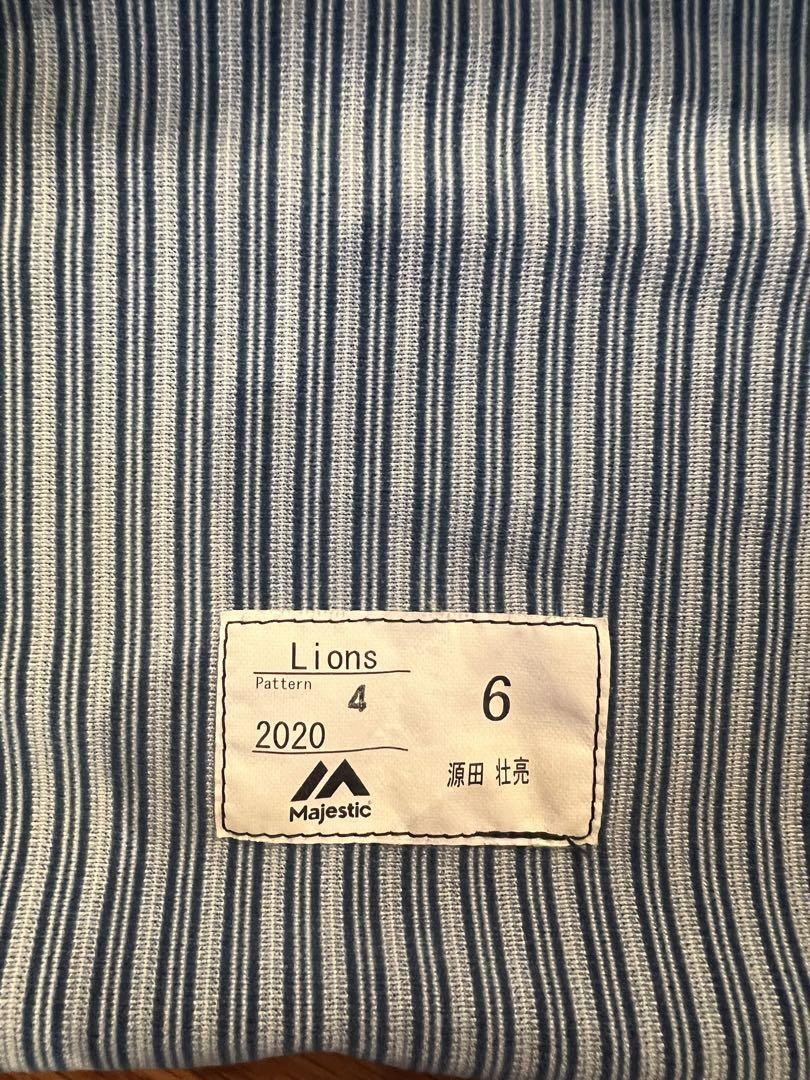 Lions
Pattern 4
2020
Majestic
6
源田 壮亮